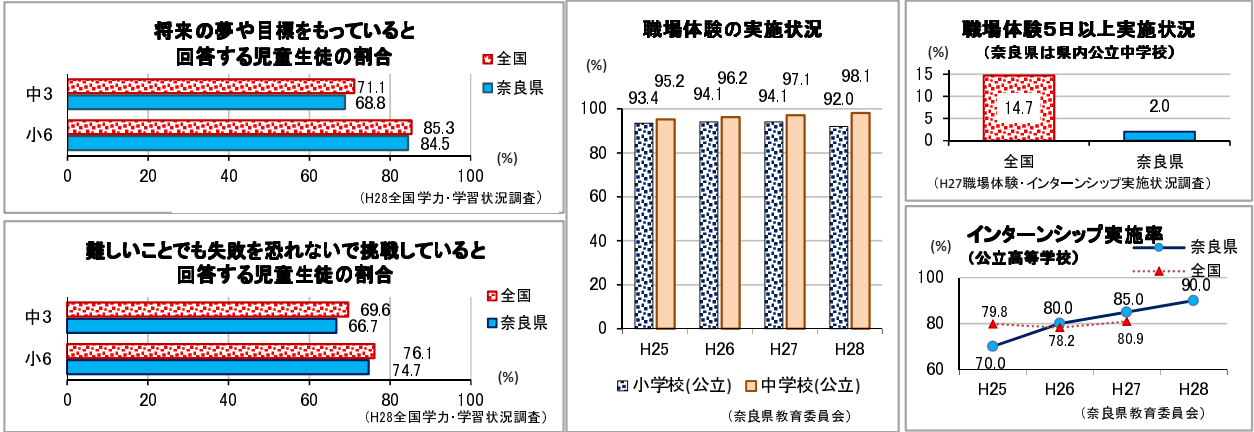 将来の夢や目標をもっていると
回答する児童生徒の割合
全国
奈良県
中3
71.1
68.8
小6
85.3
84.5
(%)
0 20 40 60 80 100
(H28全国学力・学習状況調査)
難しいことでも失敗を恐れないで挑戦していると
回答する児童生徒の割合
全国
奈良県
中3
69.6
66.7
小6
76.1
74.7
(%)
0 20 40 60 80 100
(H28全国学力・学習状況調査)
職場体験の実施状況
(%)
95.2 96.2 97.1 98.1
93.4 94.1 94.1 92.0
100
80
60
40
20
0
H25 H26 H27 H28
小学校(公立) 中学校(公立)
(奈良県教育委員会)
職場体験5日以上実施状況
(奈良県は県内公立中学校)
(%)
15
10
5
0
14.7 2.0
全国 奈良県
(H27職場体験・インターンシップ実施状況調査)
インターンシップ実施率
(公立高等学校)
(%)
奈良県
全国
100
80
60
79.8 80.0 85.0 90.0
70.0 78.2 80.9
H25 H26 H27 H28
(奈良県教育委員会)